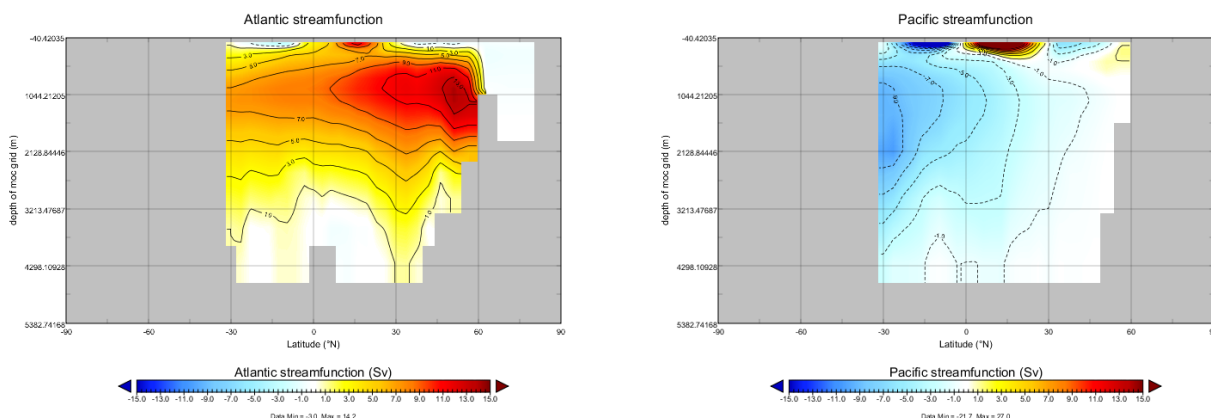 Atlantic streamfunction
-40.42035
1044.21205
2128.84446
3213.47687
4298.10928
5382.74168
depth of moc grid (m)
-90 -60 -30 0 30 60 90
Latitude (°N)
Atlantic streamfunction (Sv)
-15.0 -13.0 -11.0 -9.0 -7.0 -5.0 -3.0 -1.0 1.0 3.0 5.0 7.0 9.0 11.0 13.0 15.0
Data Min = -3.0, Max = 14.2
Pacific streamfunction
-40.42035
1044.21205
2128.84446
3213.47687
4298.10928
5382.74168
depth of moc grid (m)
-90 -60 -30 0 30 60 90
Latitude (°N)
Pacific streamfunction (Sv)
-15.0 -13.0 -11.0 -9.0 -7.0 -5.0 -3.0 -1.0 1.0 3.0 5.0 7.0 9.0 11.0 13.0 15.0
Data Min = -21.7, Max = 27.0